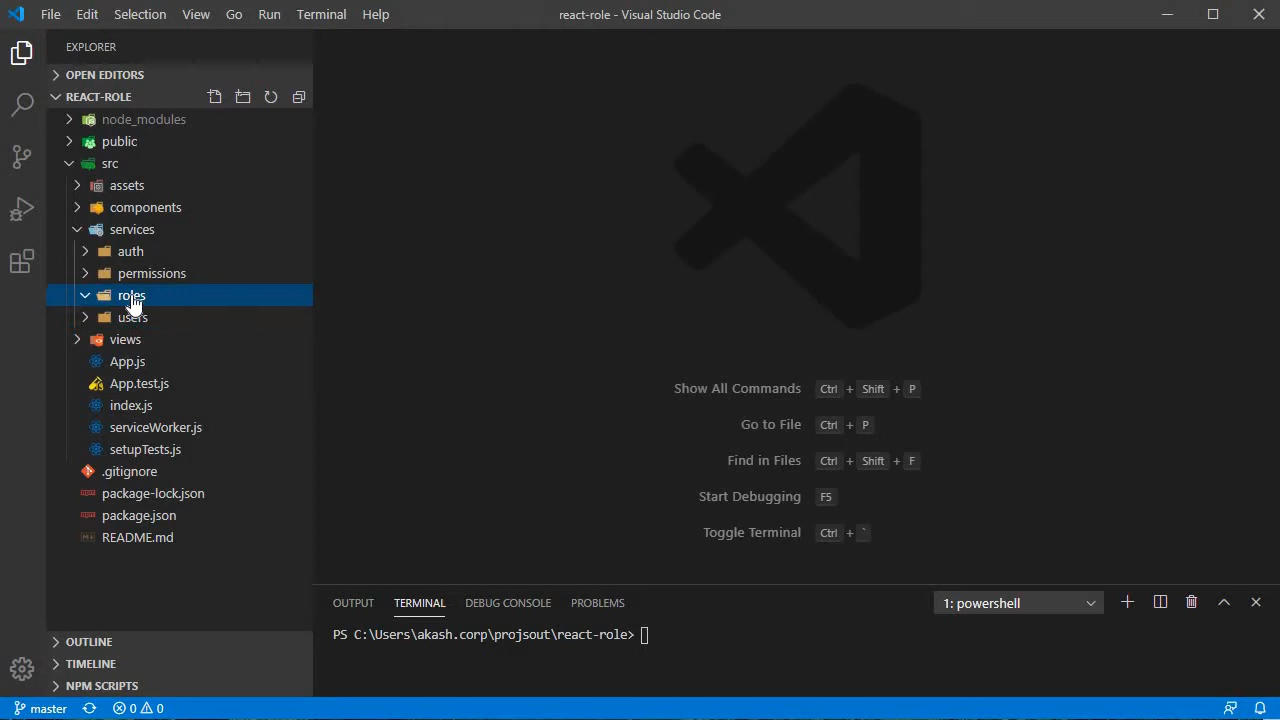 File Edit Selection View Go Run Terminal Help
react-role - Visual Studio Code
EXPLORER
OPEN EDITORS
REACT-ROLE
node_modules
public
src
assets
components
services
auth
permissions
roles
users
views
App.js
App.test.js
index.js
serviceWorker.js
setupTests.js
.gitignore
package-lock.json
package.json
M↓ README.md
OUTLINE
TIMELINE
NPM SCRIPTS
Show All Commands Ctrl + Shift + P
Go to File Ctrl + P
Find in Files Ctrl + Shift + F
Start Debugging F5
Toggle Terminal Ctrl + `
OUTPUT TERMINAL DEBUG CONSOLE PROBLEMS
1: powershell
PS C:\Users\akash.corp\projsout\react-role>
master 0 0